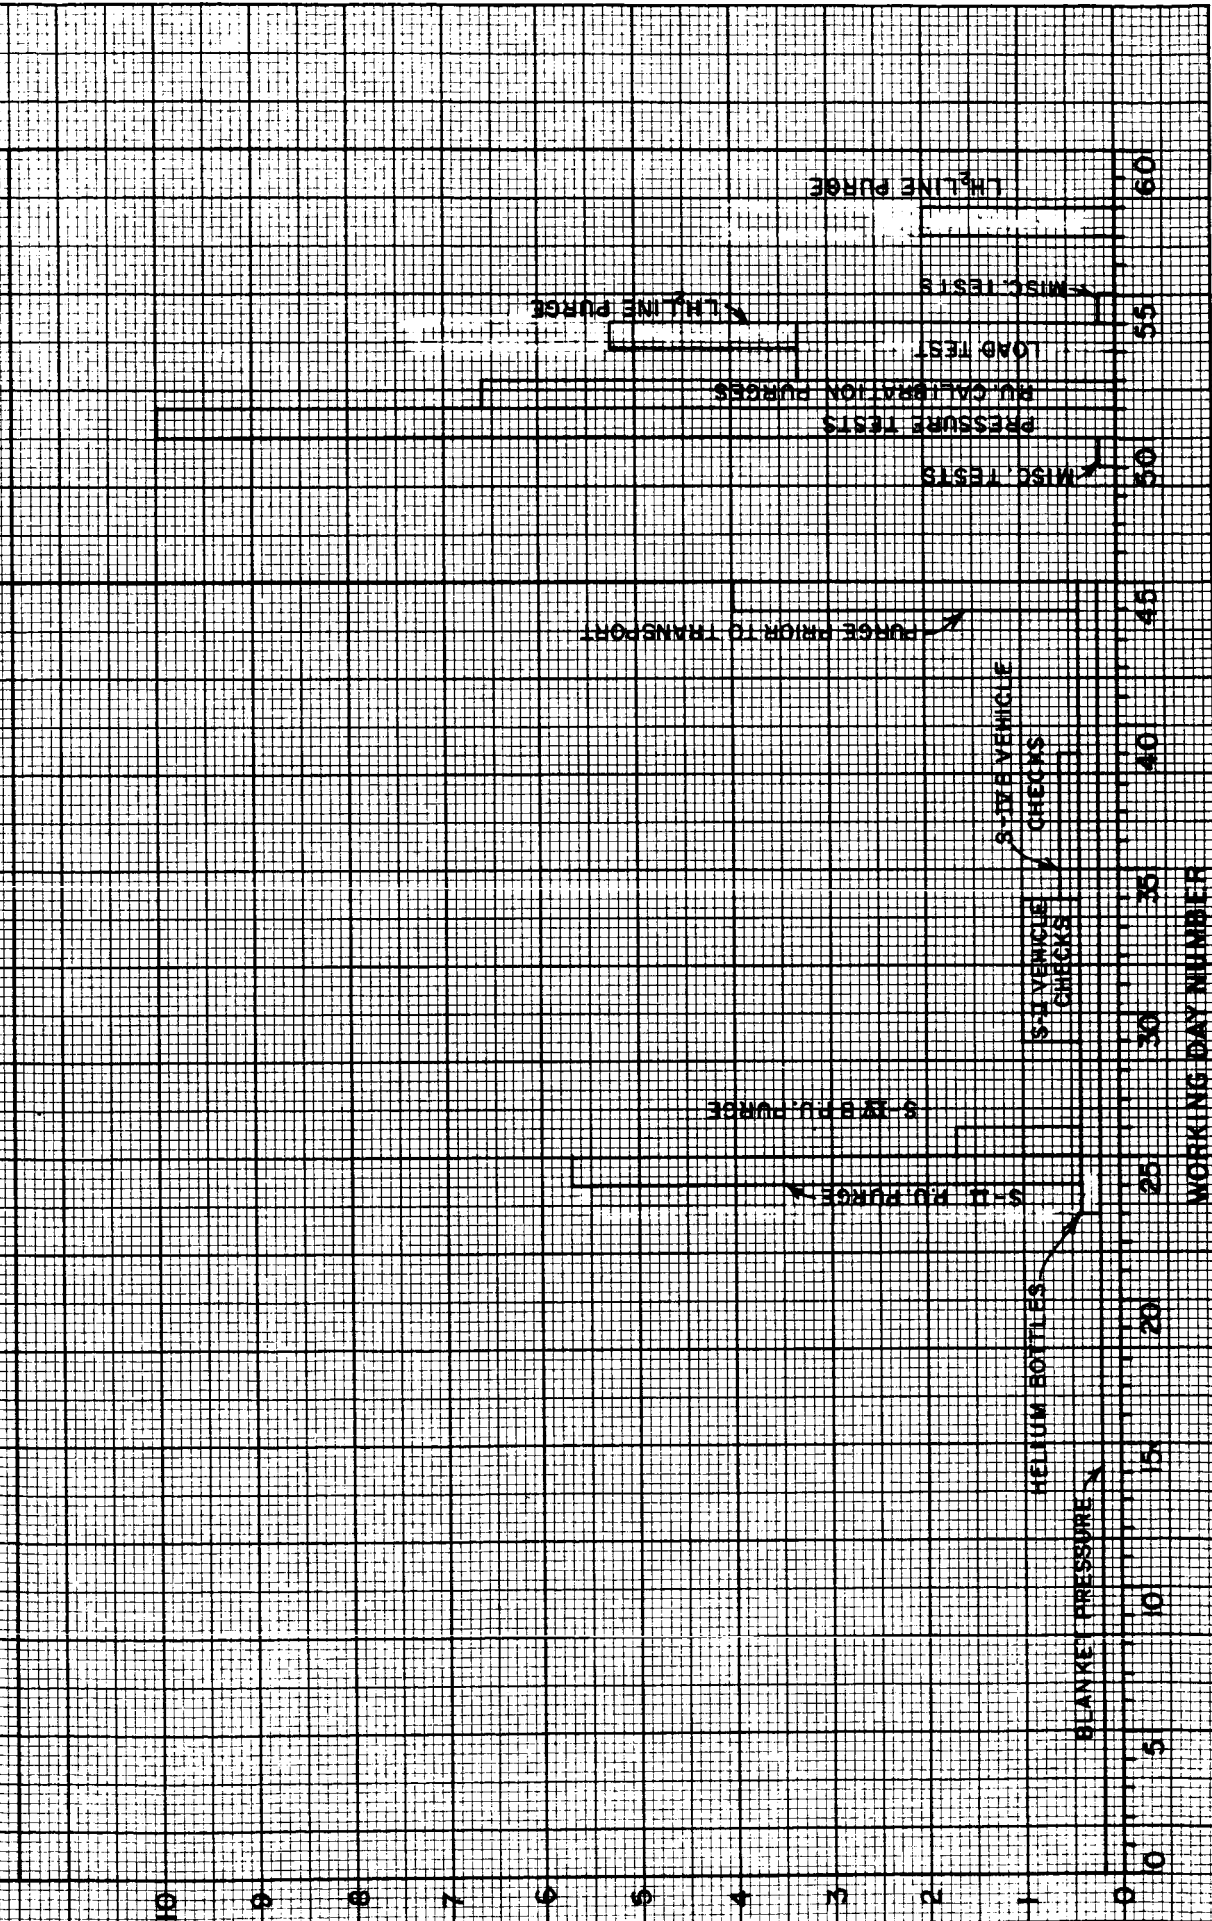 LH2 LINE PURGE
MISC. TESTS
LH2 LINE PURGE
LOAD TEST
P.U. CALIBRATION PURGES
PRESSURE TESTS
MISC. TESTS
PURGE PRIOR TO TRANSPORT
S-IVB VEHICLE
CHECKS
S-II VEHICLE
CHECKS
S-IVB P.U. PURGE
S-II P.U. PURGE
HELIUM BOTTLES
BLANKET PRESSURE
10
9
8
7
6
5
4
3
2
1
0
0
5
10
15
20
25
30
35
40
45
50
55
60
WORKING DAY NUMBER